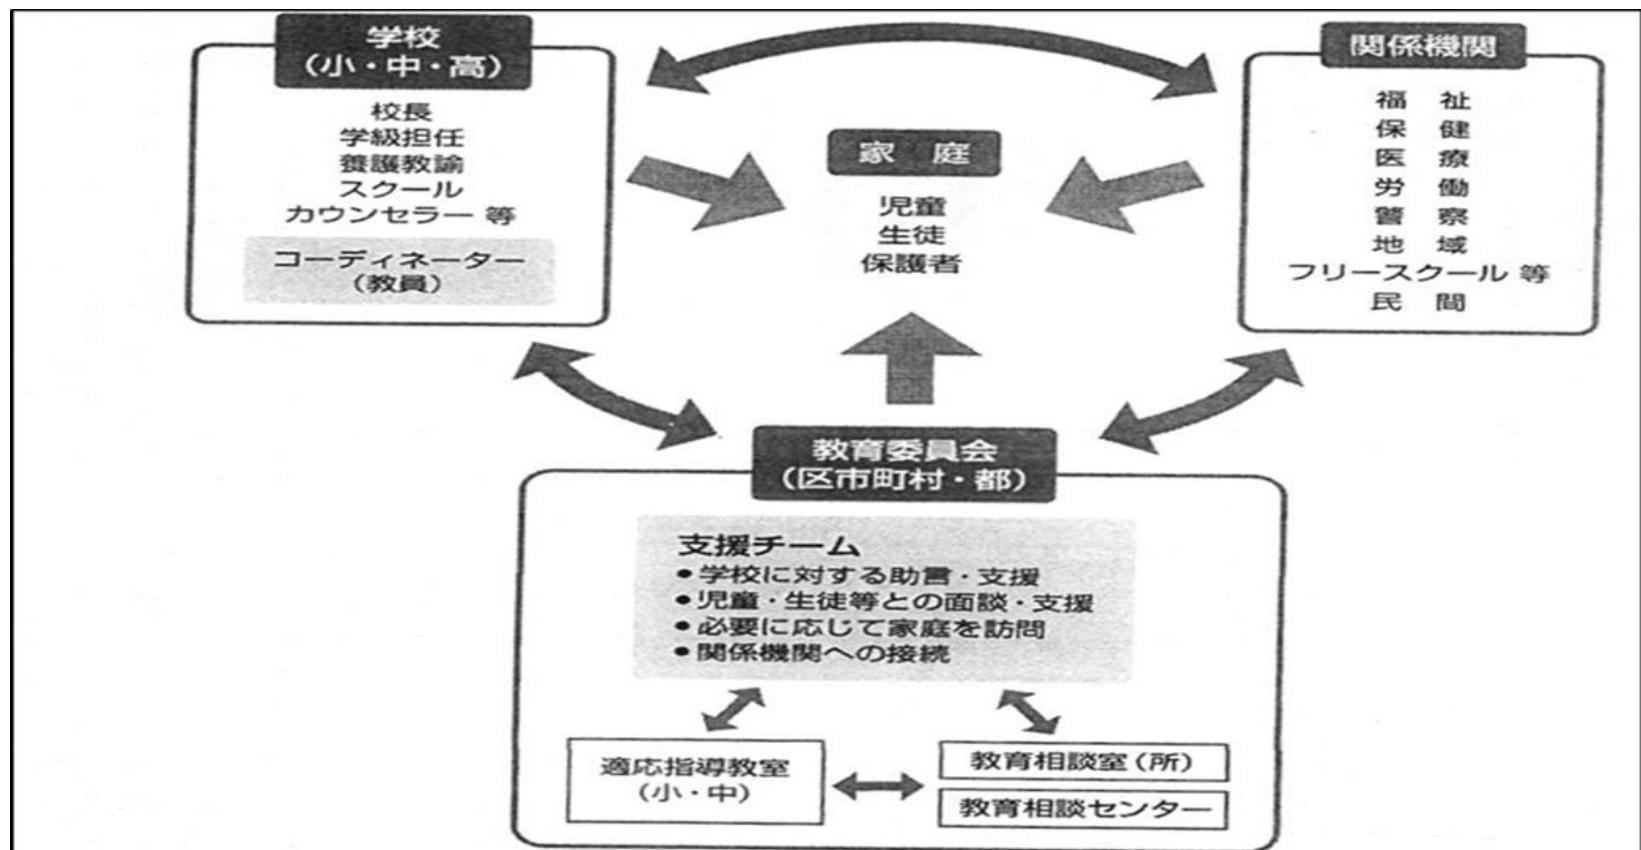 学校
(小・中・高)
校長
学級担任
養護教諭
スクール
カウンセラー 等
コーディネーター
(教員)
家 庭
児童
生徒
保護者
関係機関
福 祉
保 健
医 療
労 働
警 察
地 域
フリースクール 等
民 間
教育委員会
(区市町村・都)
支援チーム
●学校に対する助言・支援
●児童・生徒等との面談・支援
●必要に応じて家庭を訪問
●関係機関への接続
適応指導教室
(小・中)
教育相談室(所)
教育相談センター